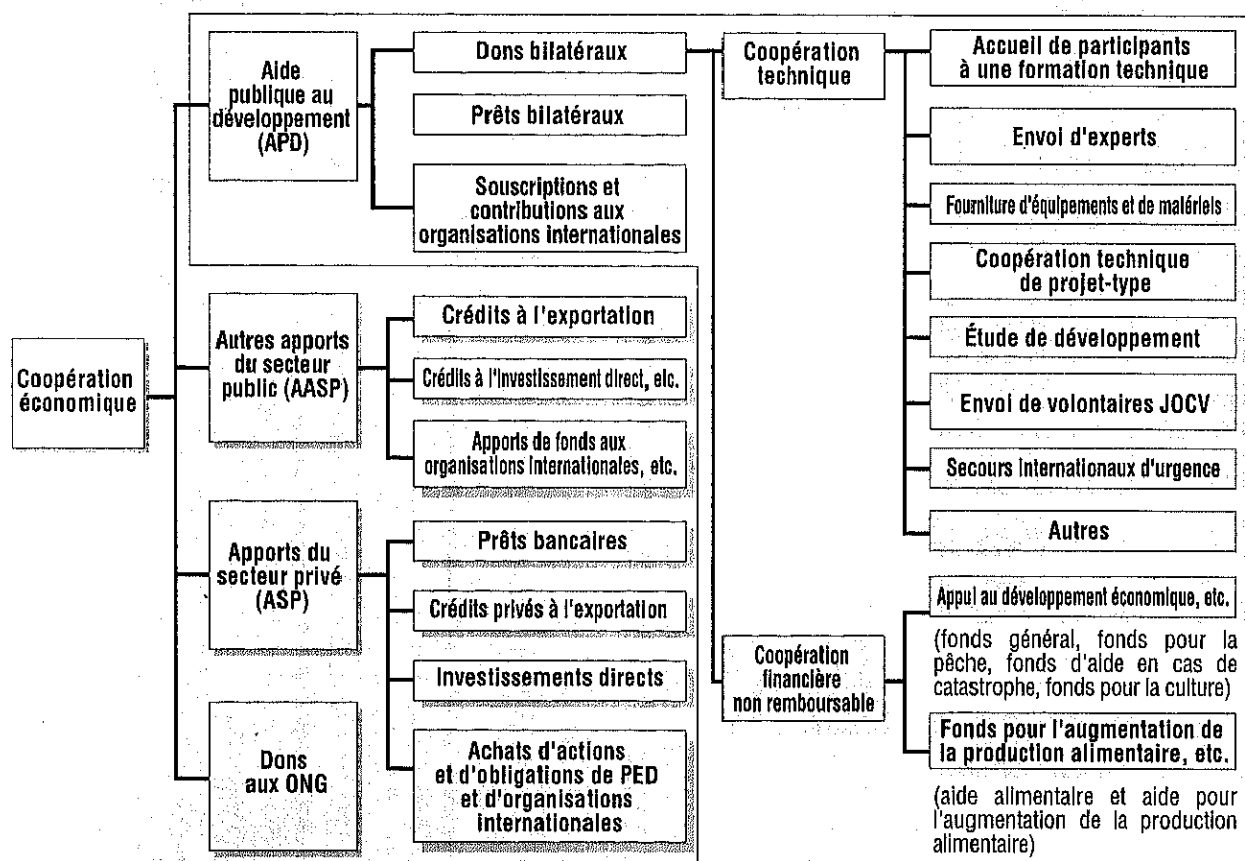 Coopération
économique
Aide
publique au
développement
(APD)
Dons bilatéraux
Prêts bilatéraux
Souscriptions et
contributions aux
organisations internationales
Autres apports
du secteur
public (AASP)
Crédits à l'exportation
Crédits à l'investissement direct, etc.
Apports de fonds aux
organisations internationales, etc.
Apports du
secteur privé
(ASP)
Prêts bancaires
Crédits privés à l'exportation
Investissements directs
Achats d'actions
et d'obligations de PED
et d'organisations
internationales
Dons
aux ONG
Coopération
technique
Accueil de participants
à une formation technique
Envoi d'experts
Fourniture d'équipements et de matériels
Coopération technique
de projet-type
Étude de développement
Envoi de volontaires JOCV
Secours internationaux d'urgence
Autres
Coopération
financière
non remboursable
Appui au développement économique, etc.
(fonds général, fonds pour la
pêche, fonds d'aide en cas de
catastrophe, fonds pour la culture)
Fonds pour l'augmentation de
la production alimentaire, etc.
(aide alimentaire et aide pour
l'augmentation de la production
alimentaire)